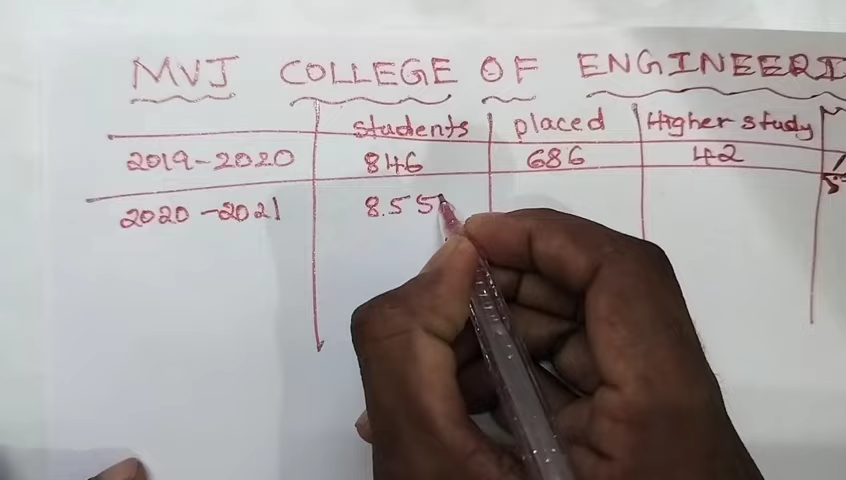 MVJ COLLEGE OF ENGINEERI
students placed Higher study
2019-2020 846 686 42
2020-2021 8.55